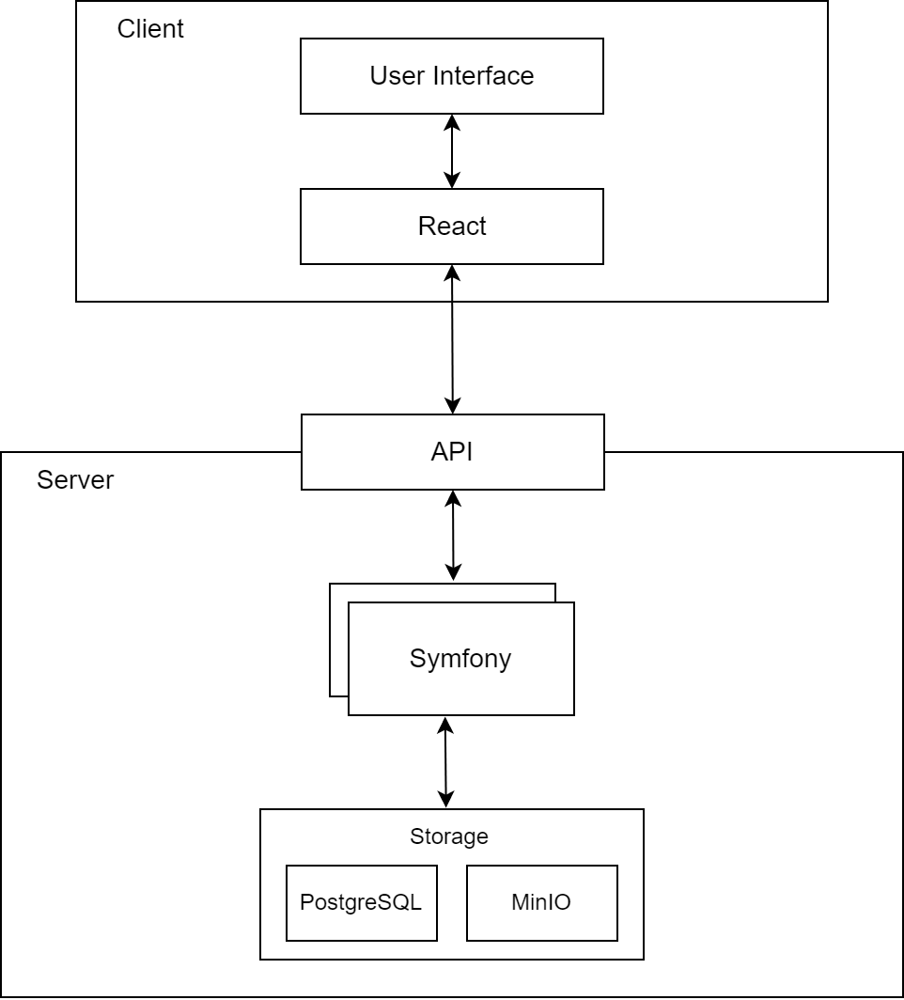 Client
User Interface
React
API
Server
Symfony
Storage
PostgreSQL
MinIO